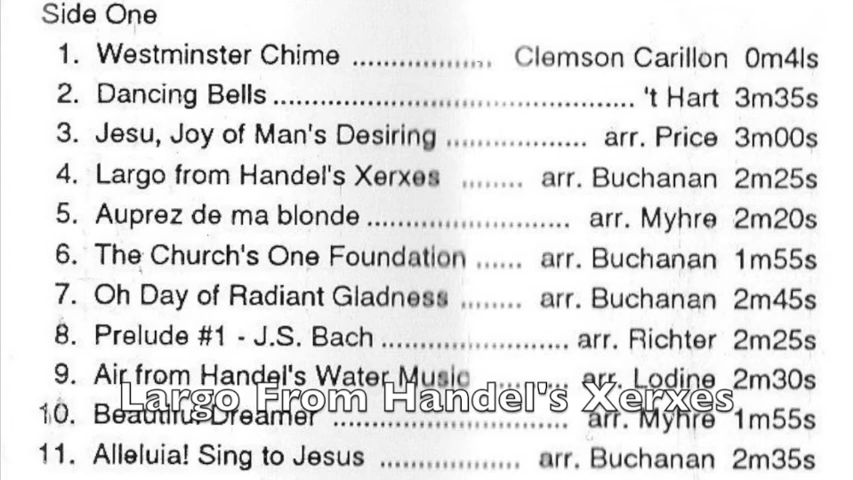 Side One
1. Westminster Chime .................. Clemson Carillon 0m4ls
2. Dancing Bells ............................................. 't Hart 3m35s
3. Jesu, Joy of Man's Desiring .................. arr. Price 3m00s
4. Largo from Handel's Xerxes ........ arr. Buchanan 2m25s
5. Auprez de ma blonde .......................... arr. Myhre 2m20s
6. The Church's One Foundation ...... arr. Buchanan 1m55s
7. Oh Day of Radiant Gladness ........ arr. Buchanan 2m45s
8. Prelude #1 - J.S. Bach ........................ arr. Richter 2m25s
9. Air from Handel's Water Music ......... arr. Lodine 2m30s
Largo From Handel's Xerxes
10. Beautiful Dreamer .............................. arr. Myhre 1m55s
11. Alleluia! Sing to Jesus .................. arr. Buchanan 2m35s